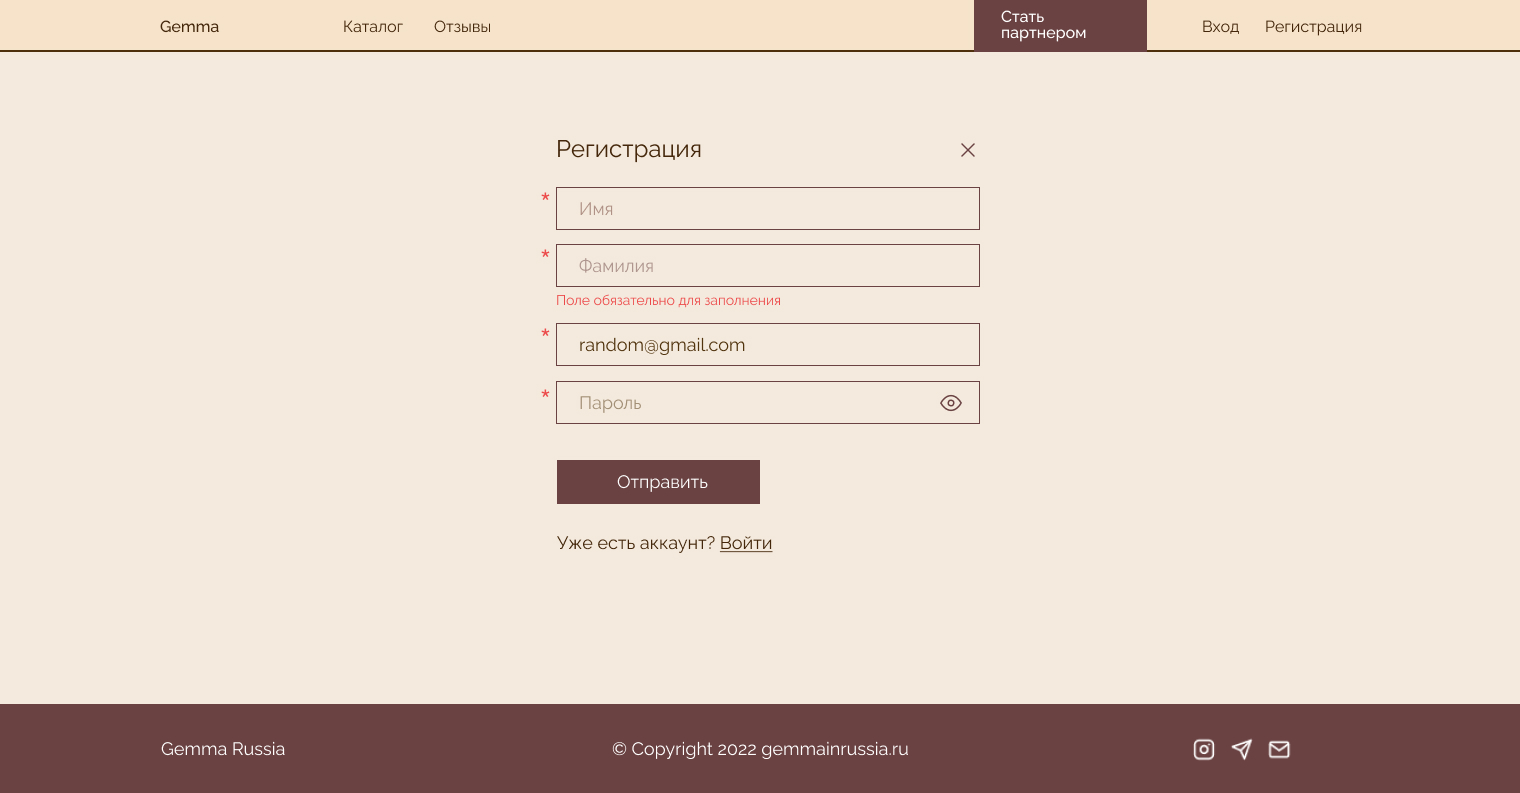 Gemma
Каталог
Отзывы
Стать
партнером
Вход
Регистрация
Регистрация
* Имя
* Фамилия
Поле обязательно для заполнения
* random@gmail.com
* Пароль
Отправить
Уже есть аккаунт? Войти
Gemma Russia
© Copyright 2022 gemmainrussia.ru